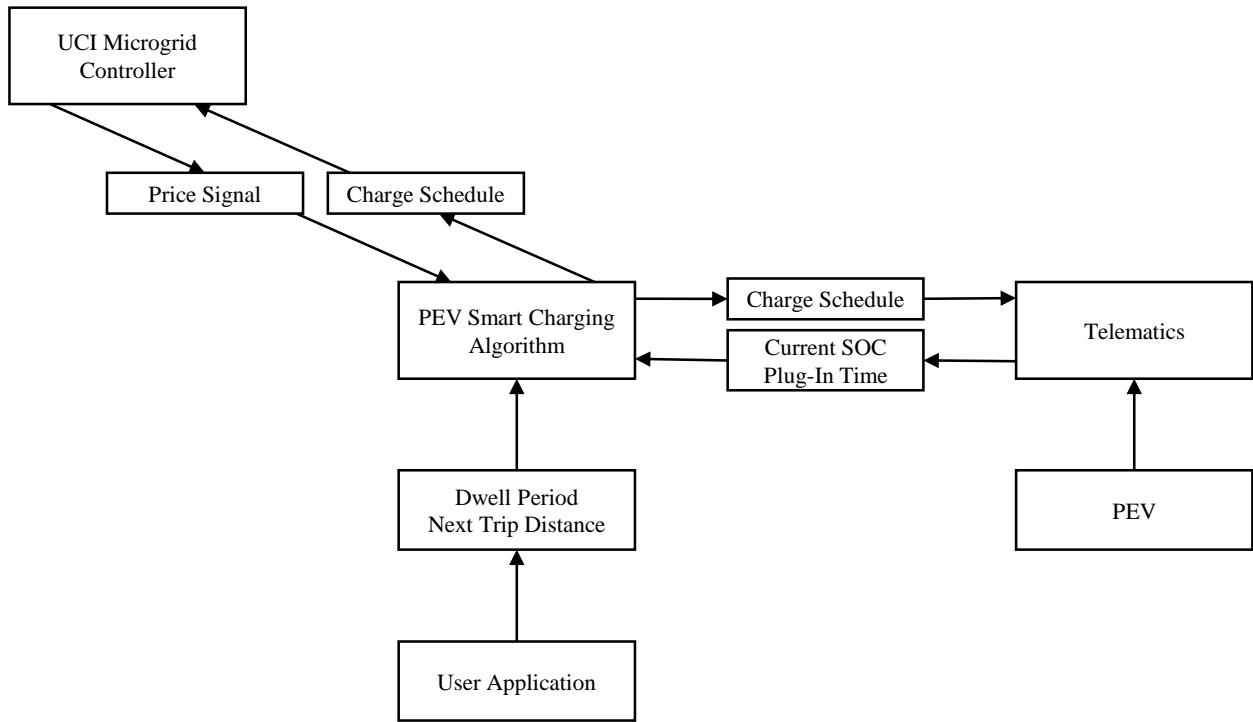 UCI Microgrid
Controller
Price Signal
Charge Schedule
PEV Smart Charging
Algorithm
Charge Schedule
Current SOC
Plug-In Time
Telematics
Dwell Period
Next Trip Distance
PEV
User Application